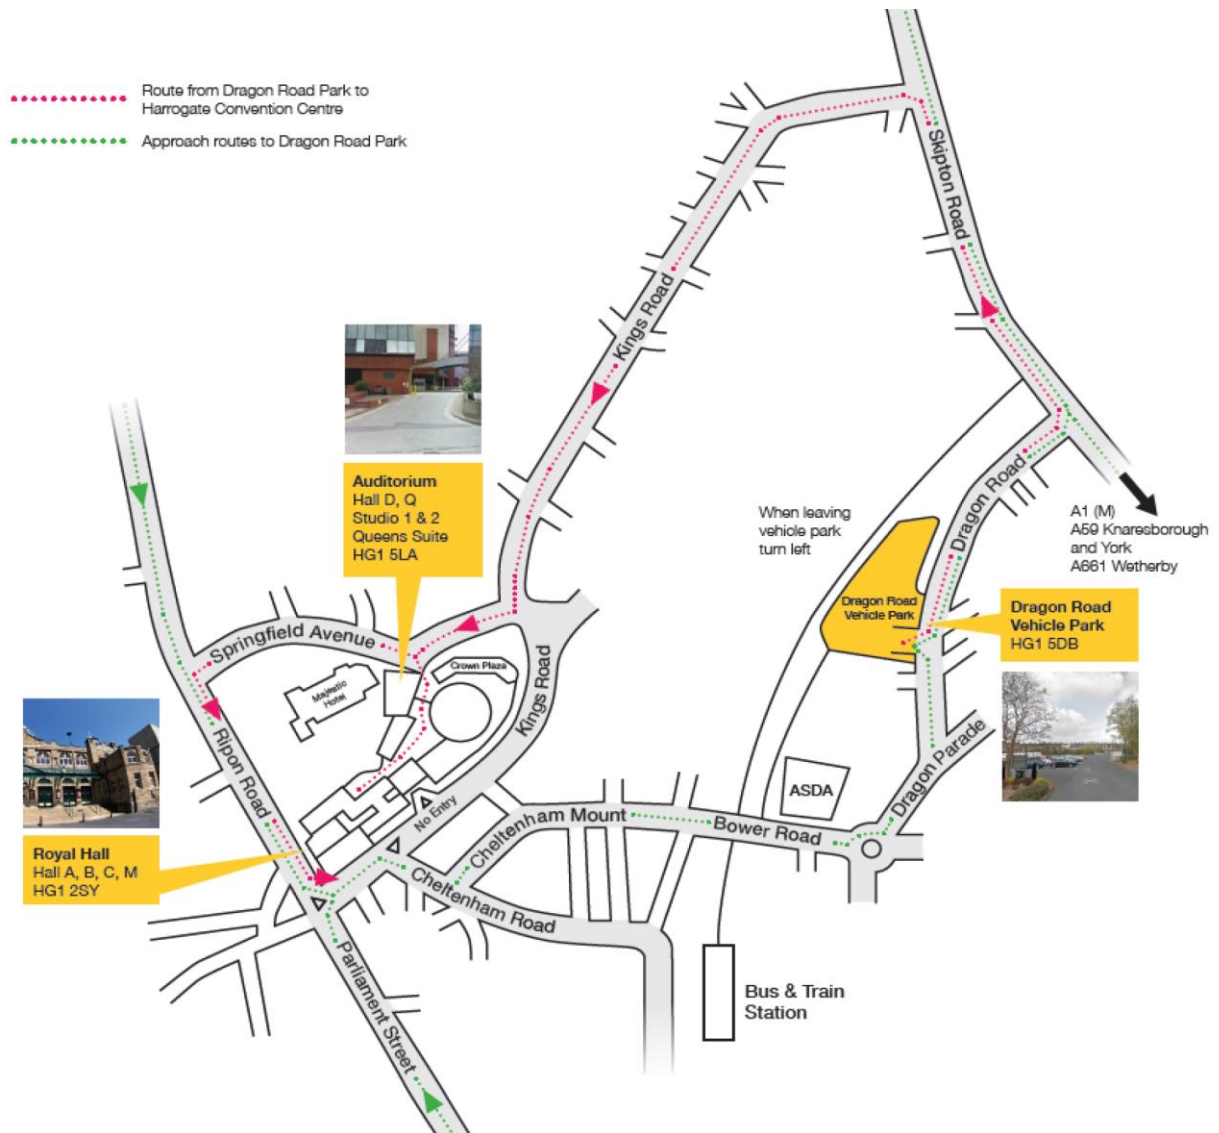 Route from Dragon Road Park to
Harrogate Convention Centre
Approach routes to Dragon Road Park
Skipton Road
Kings Road
Auditorium
Hall D, Q
Studio 1 & 2
Queens Suite
HG1 5LA
When leaving
vehicle park
turn left
Dragon Road
A1 (M)
A59 Knaresborough
and York
A661 Wetherby
Dragon Road
Vehicle Park
Dragon Road
Vehicle Park
HG1 5DB
Springfield Avenue
Crown Plaza
Majestic
Hotel
Kings Road
Ripon Road
No Entry
Dragon Parade
ASDA
Cheltenham Mount
Bower Road
Royal Hall
Hall A, B, C, M
HG1 2SY
Cheltenham Road
Parliament Street
Bus & Train
Station